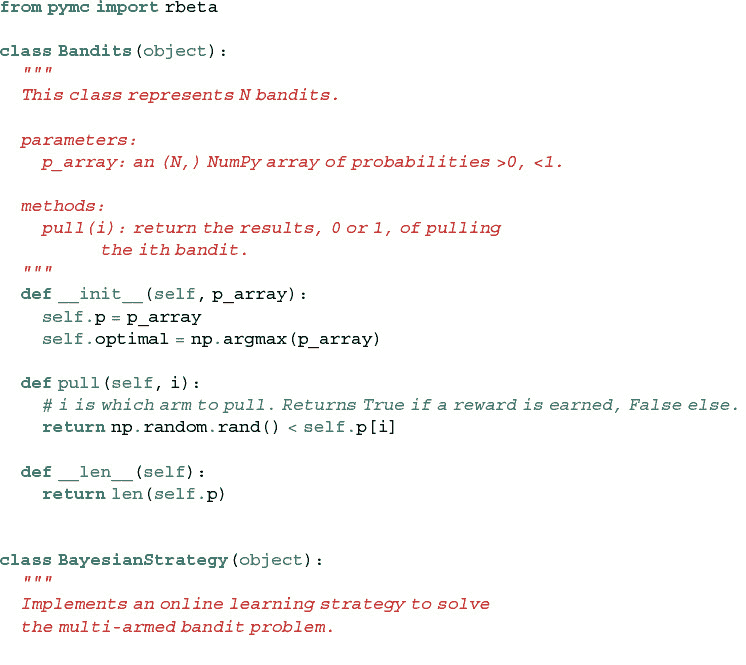 from pymc import rbeta
class Bandits(object):
"""
This class represents N bandits.
parameters:
p_array: an (N,) NumPy array of probabilities >0, <1.
methods:
pull(i): return the results, 0 or 1, of pulling
the ith bandit.
"""
def __init__(self, p_array):
self.p = p_array
self.optimal = np.argmax(p_array)
def pull(self, i):
# i is which arm to pull. Returns True if a reward is earned, False else.
return np.random.rand() < self.p[i]
def __len__(self):
return len(self.p)
class BayesianStrategy(object):
"""
Implements an online learning strategy to solve
the multi-armed bandit problem.